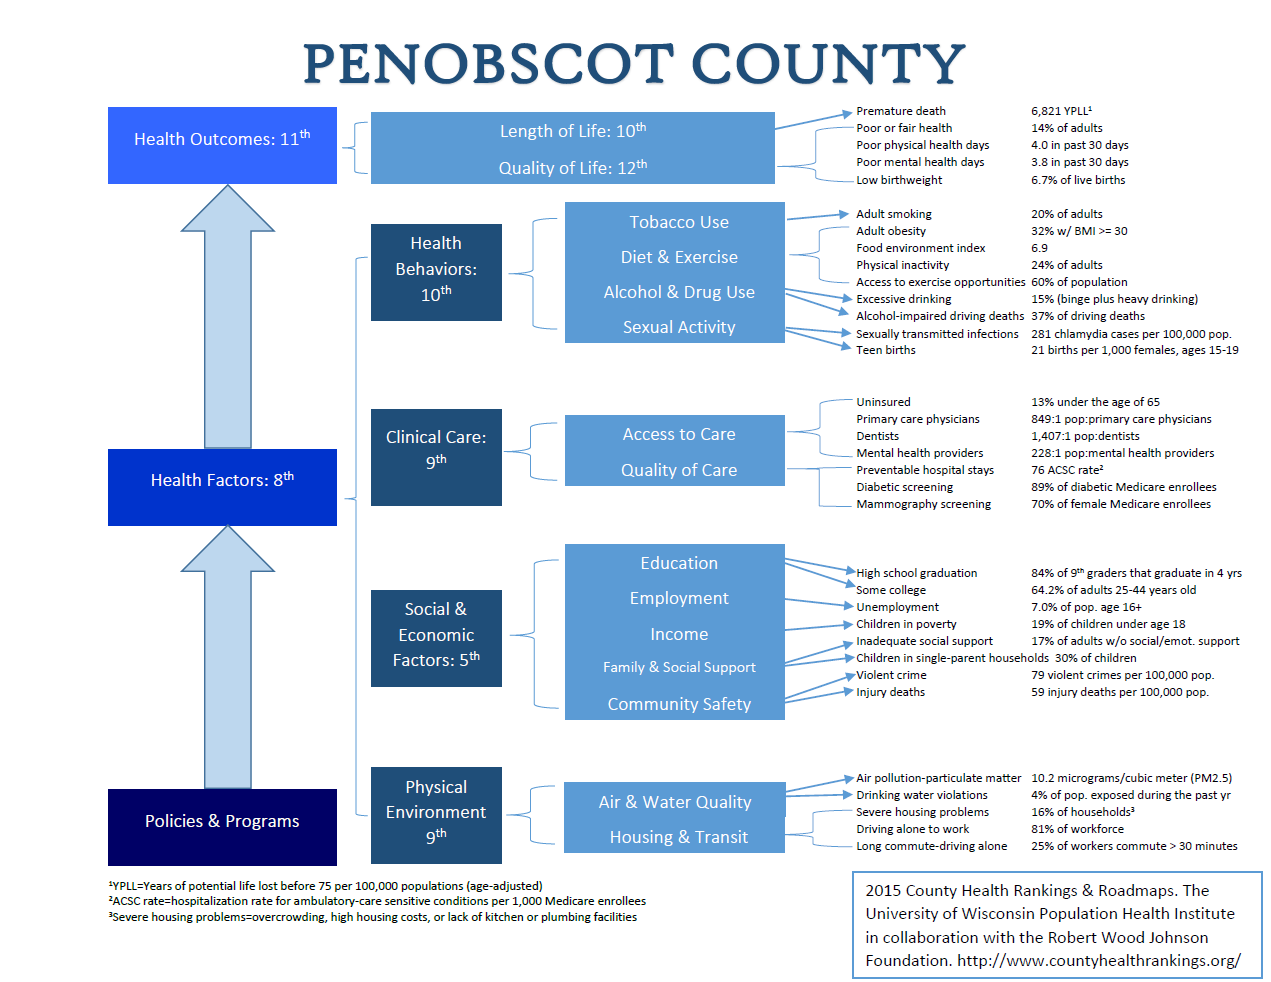 PENOBSCOT COUNTY
Health Outcomes: 11th
Length of Life: 10th
Quality of Life: 12th
Premature death 6,821 YPLL¹
Poor or fair health 14% of adults
Poor physical health days 4.0 in past 30 days
Poor mental health days 3.8 in past 30 days
Low birthweight 6.7% of live births
Health
Behaviors:
10th
Tobacco Use
Diet & Exercise
Alcohol & Drug Use
Sexual Activity
Adult smoking 20% of adults
Adult obesity 32% w/ BMI >= 30
Food environment index 6.9
Physical inactivity 24% of adults
Access to exercise opportunities 60% of population
Excessive drinking 15% (binge plus heavy drinking)
Alcohol-impaired driving deaths 37% of driving deaths
Sexually transmitted infections 281 chlamydia cases per 100,000 pop.
Teen births 21 births per 1,000 females, ages 15-19
Health Factors: 8th
Clinical Care:
9th
Access to Care
Quality of Care
Uninsured 13% under the age of 65
Primary care physicians 849:1 pop:primary care physicians
Dentists 1,407:1 pop:dentists
Mental health providers 228:1 pop:mental health providers
Preventable hospital stays 76 ACSC rate²
Diabetic screening 89% of diabetic Medicare enrollees
Mammography screening 70% of female Medicare enrollees
Social &
Economic
Factors: 5th
Education
Employment
Income
Family & Social Support
Community Safety
High school graduation 84% of 9th graders that graduate in 4 yrs
Some college 64.2% of adults 25-44 years old
Unemployment 7.0% of pop. age 16+
Children in poverty 19% of children under age 18
Inadequate social support 17% of adults w/o social/emot. support
Children in single-parent households 30% of children
Violent crime 79 violent crimes per 100,000 pop.
Injury deaths 59 injury deaths per 100,000 pop.
Policies & Programs
Physical
Environment
9th
Air & Water Quality
Housing & Transit
Air pollution-particulate matter 10.2 micrograms/cubic meter (PM2.5)
Drinking water violations 4% of pop. exposed during the past yr
Severe housing problems 16% of households³
Driving alone to work 81% of workforce
Long commute-driving alone 25% of workers commute > 30 minutes
¹YPLL=Years of potential life lost before 75 per 100,000 populations (age-adjusted)
²ACSC rate=hospitalization rate for ambulatory-care sensitive conditions per 1,000 Medicare enrollees
³Severe housing problems=overcrowding, high housing costs, or lack of kitchen or plumbing facilities
2015 County Health Rankings & Roadmaps. The
University of Wisconsin Population Health Institute
in collaboration with the Robert Wood Johnson
Foundation. http://www.countyhealthrankings.org/